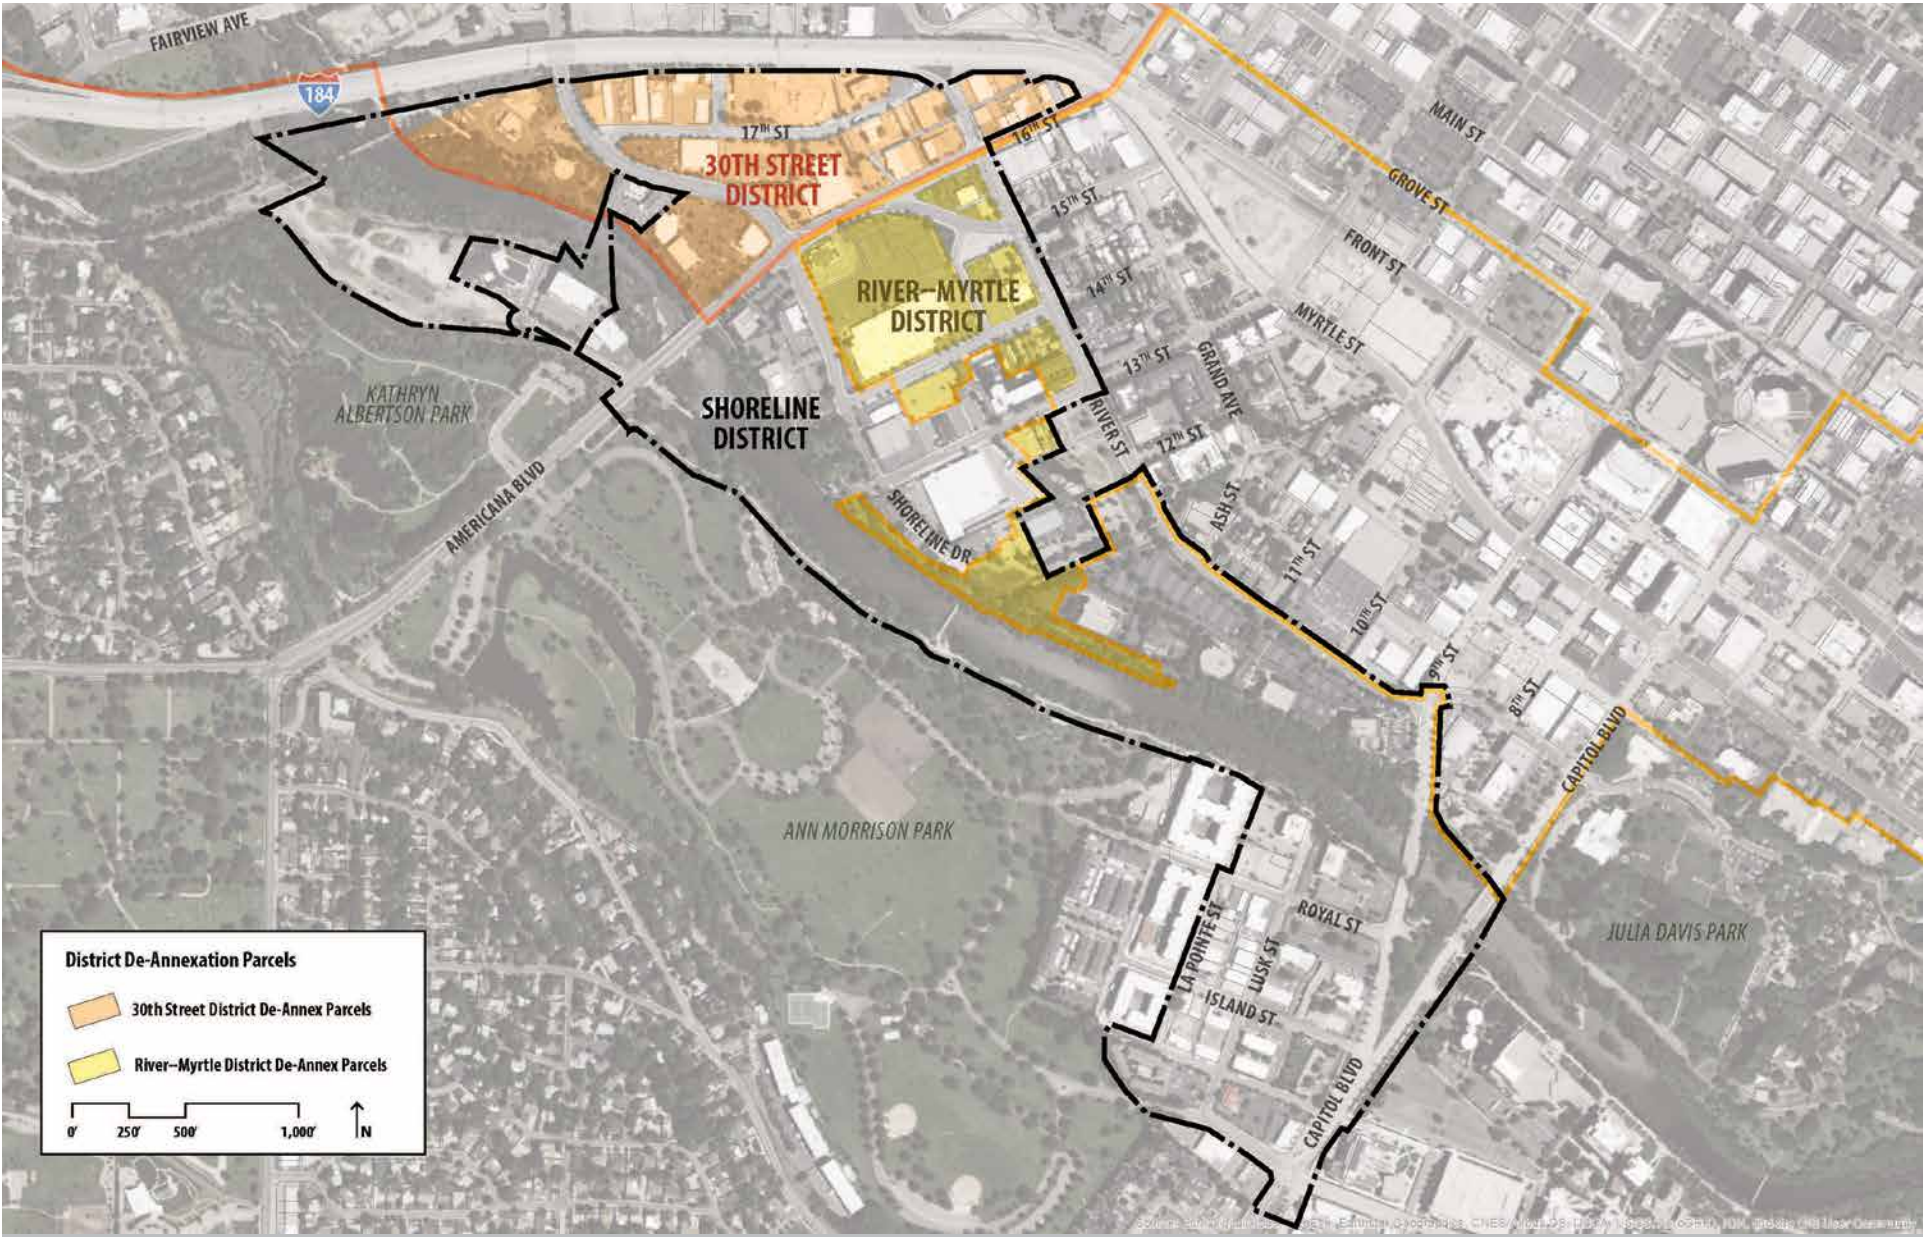 FAIRVIEW AVE
184
17TH ST
16TH ST
30TH STREET
DISTRICT
MAIN ST
GROVE ST
15TH ST
FRONT ST
14TH ST
RIVER–MYRTLE
DISTRICT
MYRTLE ST
13TH ST
GRAND AVE
KATHRYN
ALBERTSON PARK
SHORELINE
DISTRICT
RIVER ST
12TH ST
AMERICANA BLVD
SHORELINE DR
ASH ST
11TH ST
10TH ST
9TH ST
8TH ST
CAPITOL BLVD
ANN MORRISON PARK
ROYAL ST
LA POINTE ST
LUSK ST
ISLAND ST
JULIA DAVIS PARK
CAPITOL BLVD
District De-Annexation Parcels
30th Street District De-Annex Parcels
River–Myrtle District De-Annex Parcels
0' 250' 500' 1,000' N